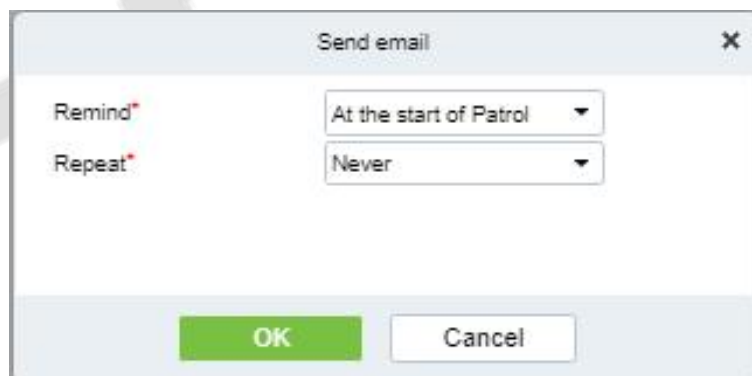 Send email
Remind* At the start of Patrol
Repeat* Never
OK Cancel